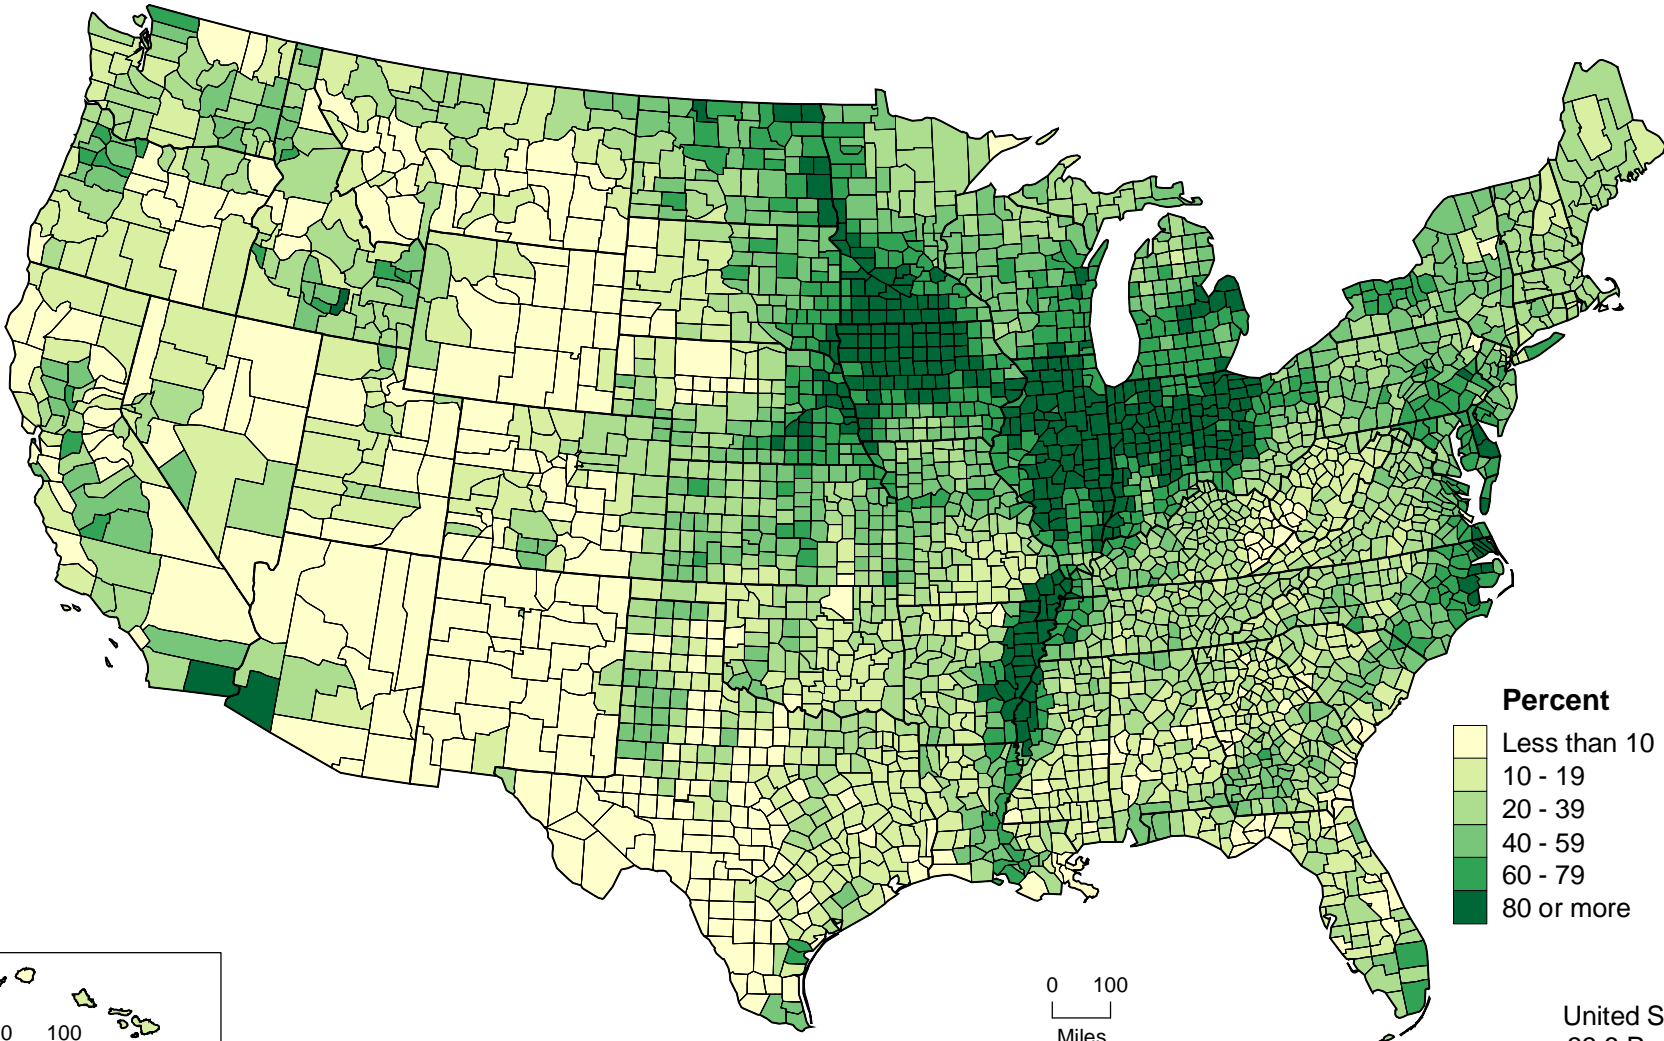 Percent
Less than 10
10 - 19
20 - 39
40 - 59
60 - 79
80 or more
0 100
Miles
0 100
United S